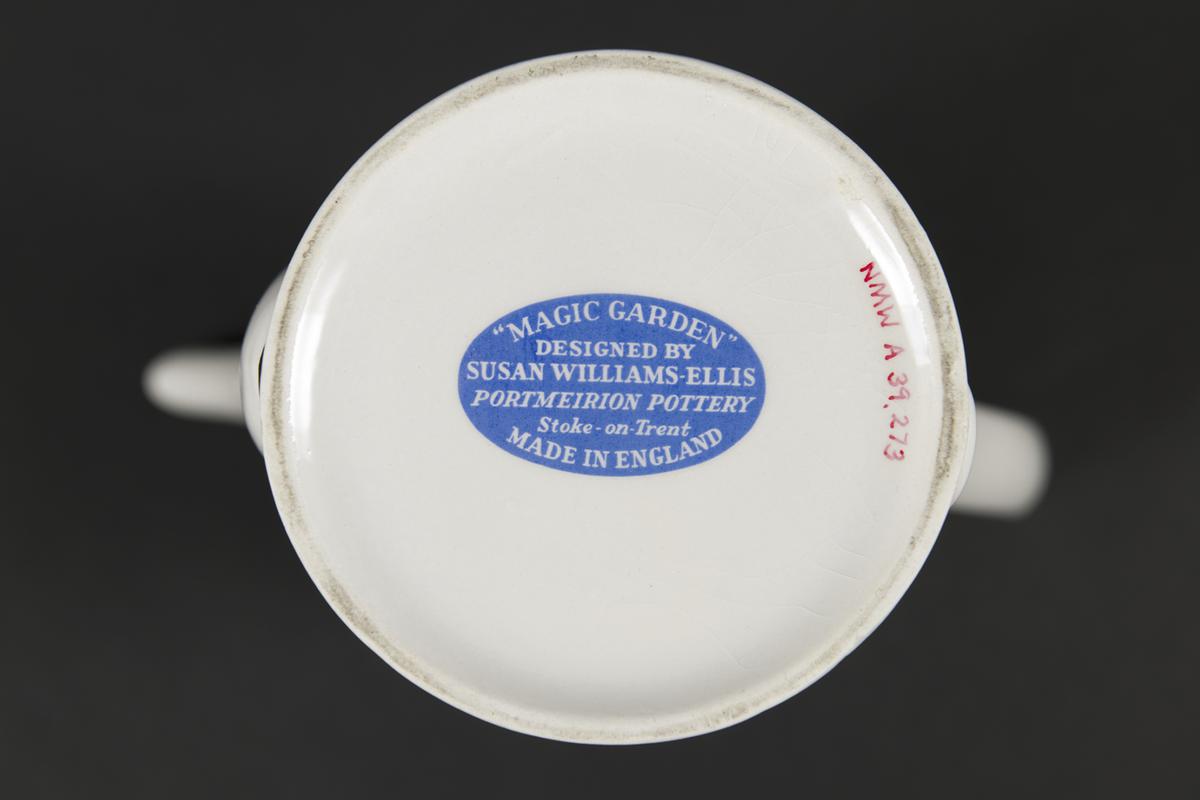 “MAGIC GARDEN”
DESIGNED BY
SUSAN WILLIAMS-ELLIS
PORTMEIRION POTTERY
Stoke-on-Trent
MADE IN ENGLAND
NMW A 39,273